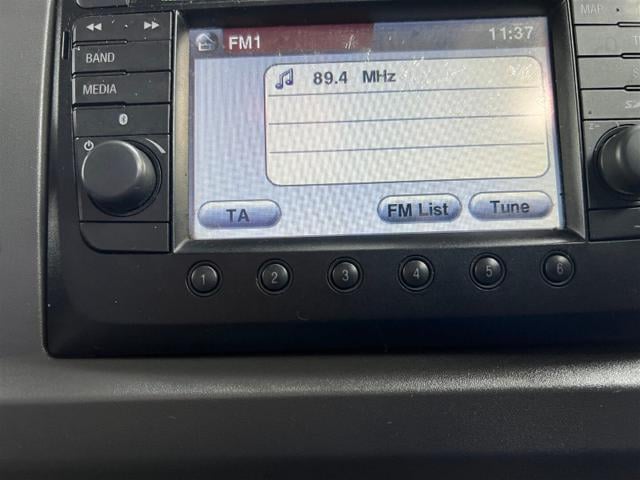 MAP
FM1 11:37
BAND
89.4 MHz
MEDIA
TA
FM List
Tune
1 2 3 4 5 6